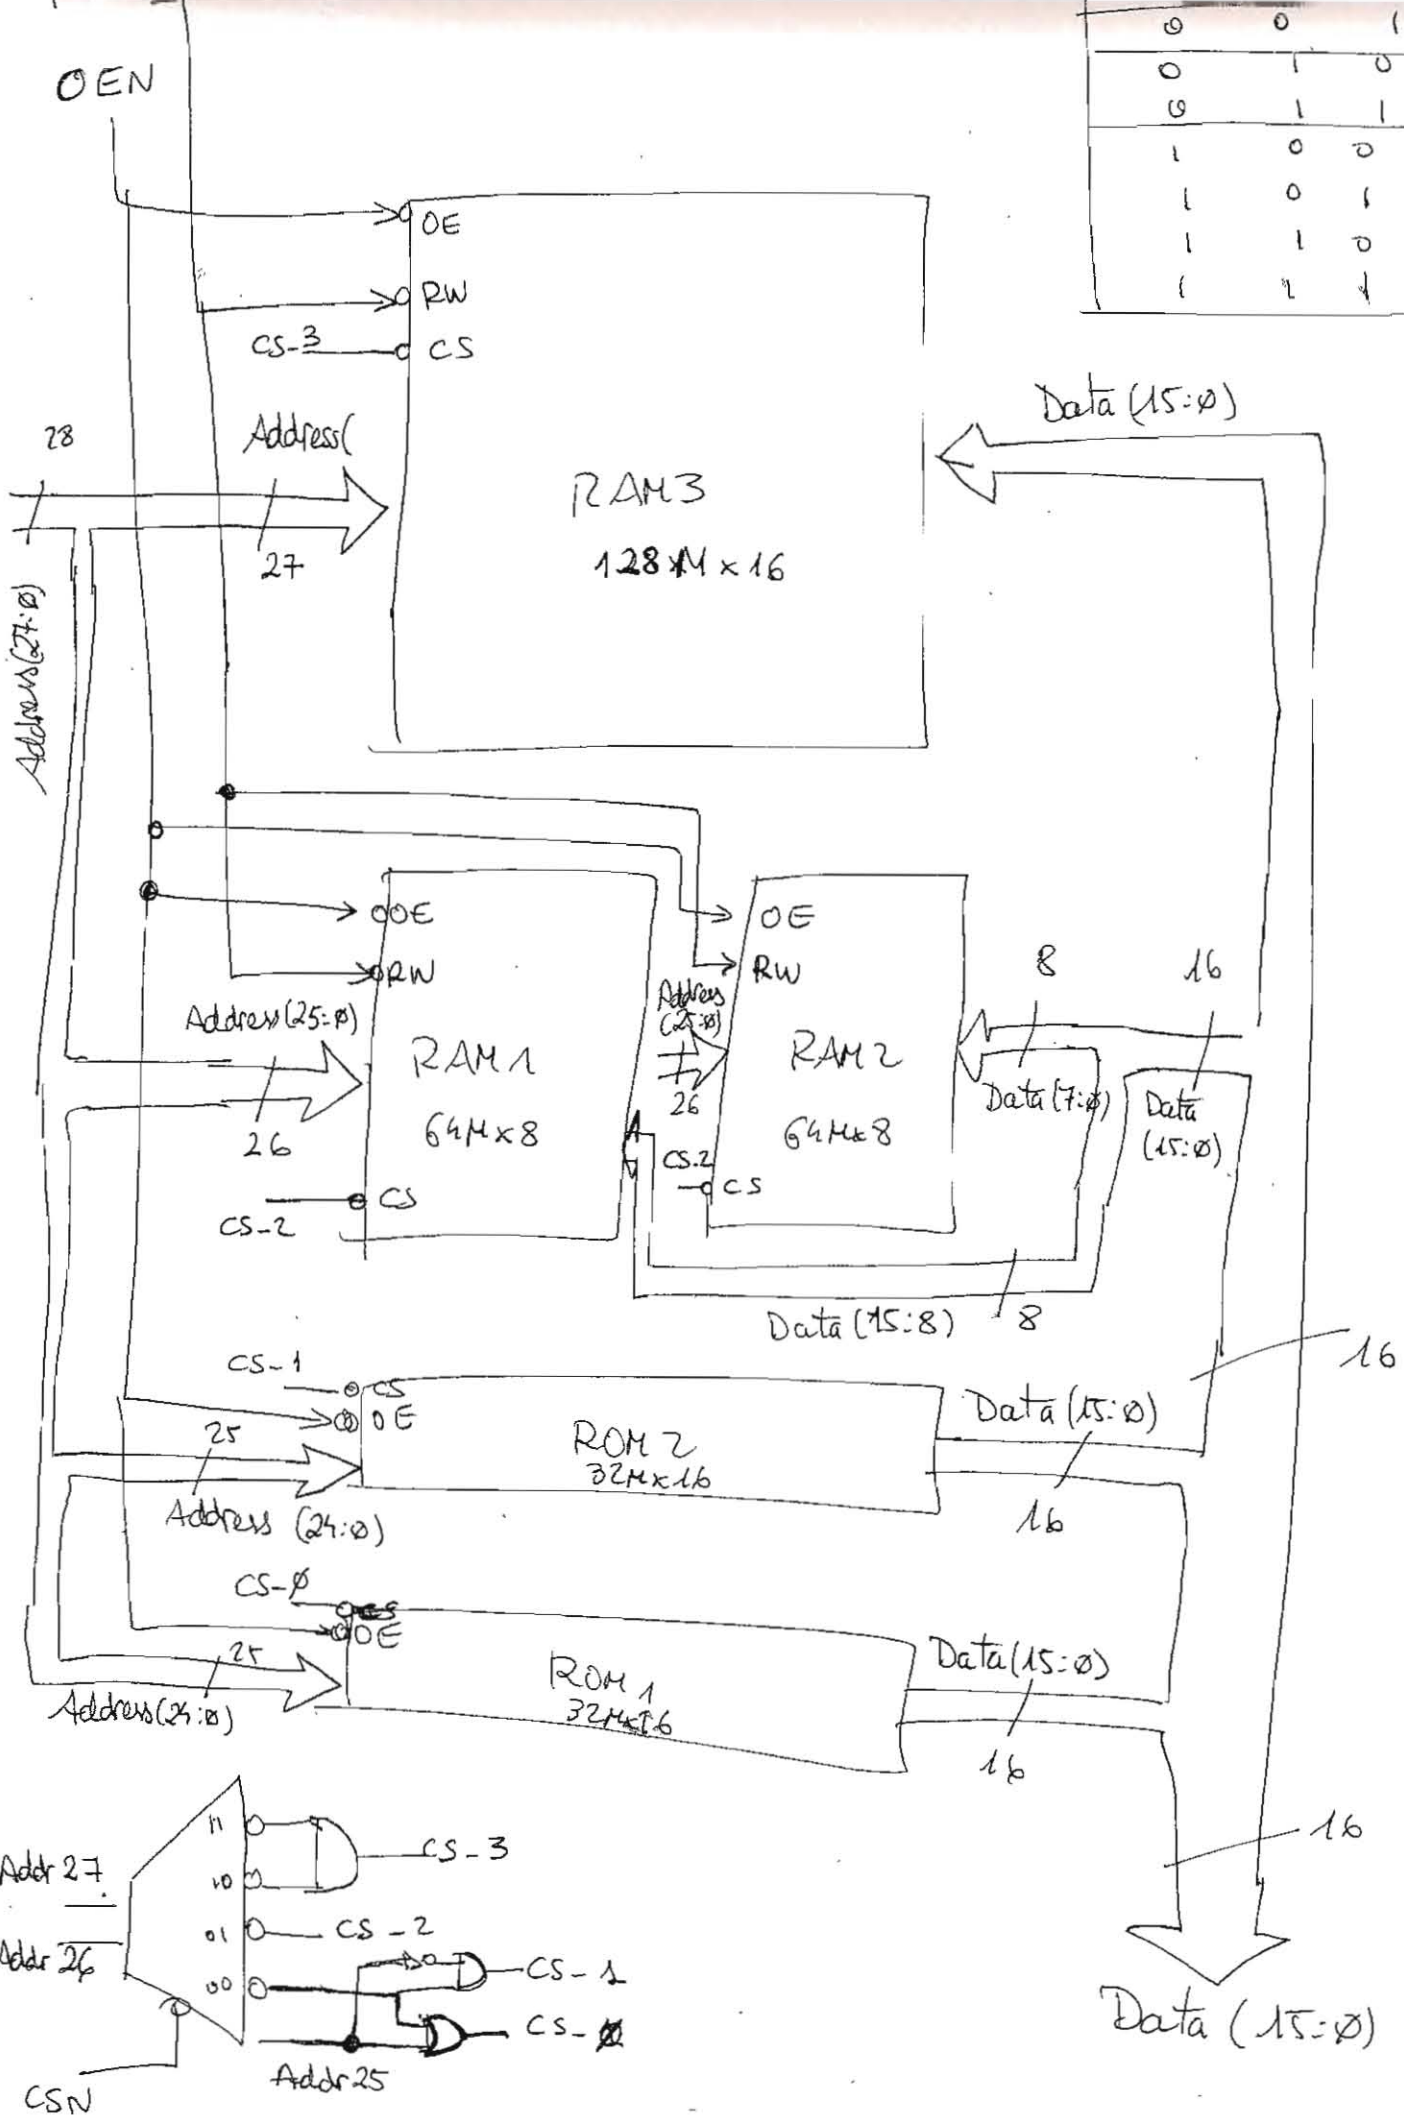 0 0 1
0 1 0
0 1 1
1 0 0
1 0 1
1 1 0
1 1 1
OEN
OE
RW
CS-3
CS
Data (15:0)
28
Address(
27
RAM3
128 M x 16
Address(27:0)
OE
RW
Address(25:0)
26
RAM1
64M x 8
CS
CS-2
OE
RW
Address
(25:0)
26
RAM2
64M x 8
CS-2
CS
8
16
Data (7:0)
Data
(15:0)
Data (15:8)
8
16
CS-1
CS
OE
25
Address (24:0)
ROM 2
32M x 16
Data (15:0)
16
CS-0
CS
OE
25
Address(24:0)
ROM 1
32M x 16
Data (15:0)
16
16
Addr 27
Addr 26
11
10
01
00
CS-3
CS-2
CS-1
CS-0
Addr 25
CSN
Data (15:0)